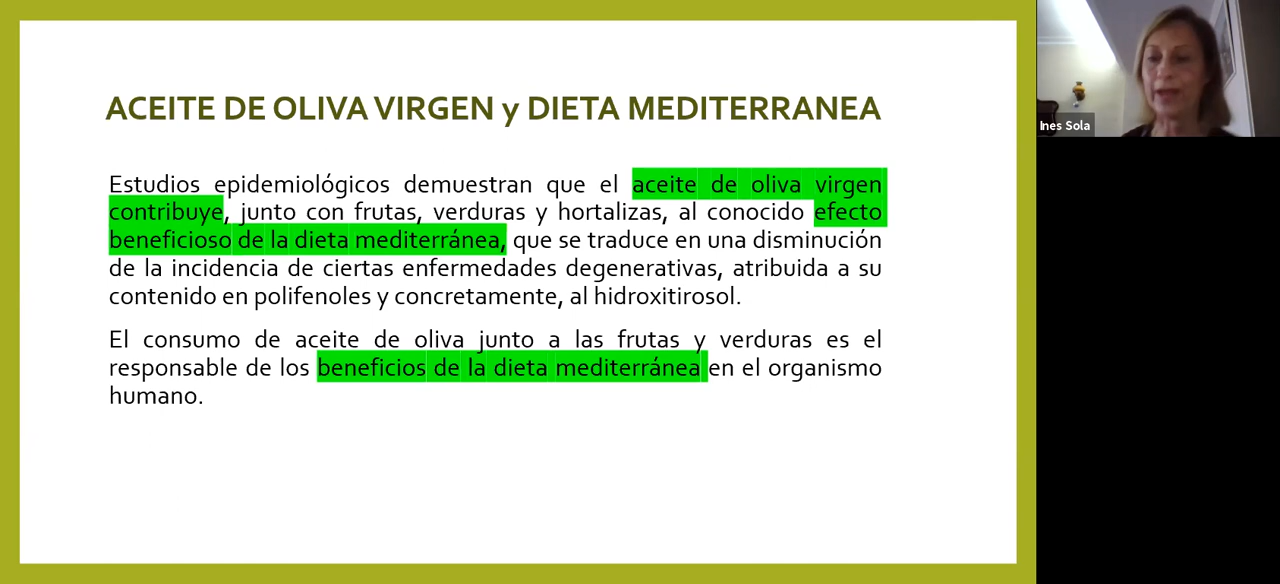 ACEITE DE OLIVA VIRGEN y DIETA MEDITERRANEA
Estudios epidemiológicos demuestran que el aceite de oliva virgen
contribuye, junto con frutas, verduras y hortalizas, al conocido efecto
beneficioso de la dieta mediterránea, que se traduce en una disminución
de la incidencia de ciertas enfermedades degenerativas, atribuida a su
contenido en polifenoles y concretamente, al hidroxitirosol.
El consumo de aceite de oliva junto a las frutas y verduras es el
responsable de los beneficios de la dieta mediterránea en el organismo
humano.
Ines Sola